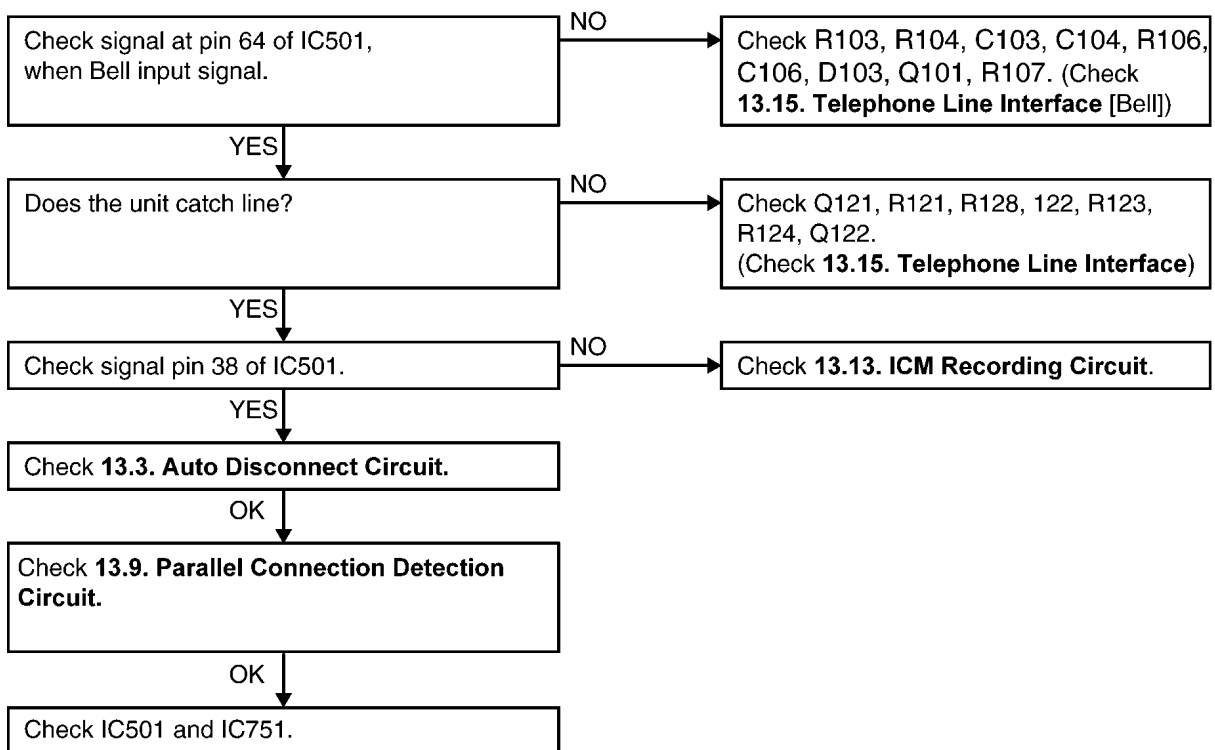 Check signal at pin 64 of IC501,
when Bell input signal.
NO
Check R103, R104, C103, C104, R106,
C106, D103, Q101, R107. (Check
13.15. Telephone Line Interface [Bell])
YES
Does the unit catch line?
NO
Check Q121, R121, R128, 122, R123,
R124, Q122.
(Check 13.15. Telephone Line Interface)
YES
Check signal pin 38 of IC501.
NO
Check 13.13. ICM Recording Circuit.
YES
Check 13.3. Auto Disconnect Circuit.
OK
Check 13.9. Parallel Connection Detection
Circuit.
OK
Check IC501 and IC751.